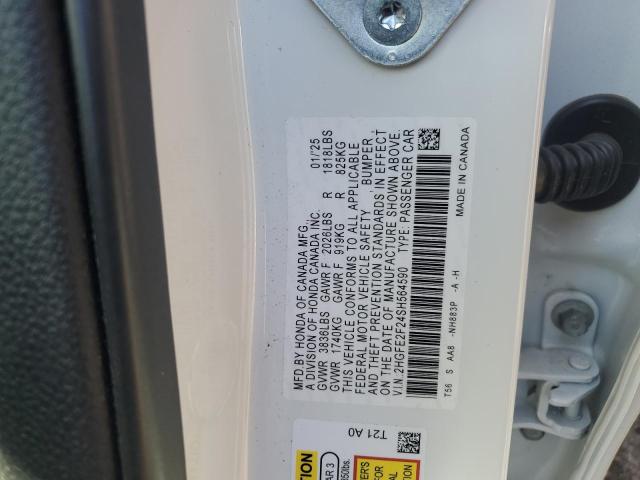 MFD.BY HONDA OF CANADA MFG. 01/'25
A DIVISION OF HONDA CANADA INC.
GVWR 3836LBS GAWR F 2026LBS R 1818LBS
GVWR 1740KG GAWR F 919KG R 825KG
THIS VEHICLE CONFORMS TO ALL APPLICABLE
FEDERAL MOTOR VEHICLE SAFETY BUMPER,
AND THEFT PREVENTION STANDARDS IN EFFECT
ON THE DATE OF MANUFACTURE SHOWN ABOVE.
V.I.N. 2HGFE2F24SH564590 TYPE: PASSENGER CAR
T56 S AA8 -NH883P -A -H MADE IN CANADA
T21 A0